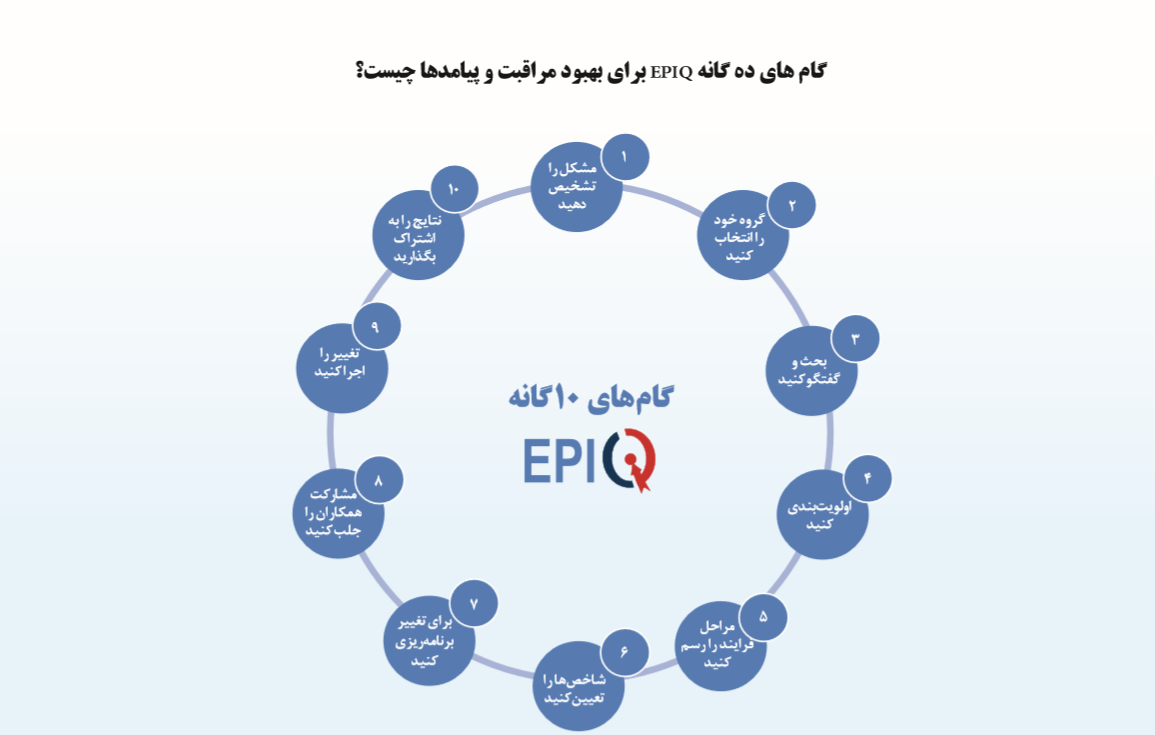 گام های ده گانه EPIQ برای بهبود مراقبت و پیامدها چیست؟
۱
مشکل را
تشخیص
دهید
۲
گروه خود
را انتخاب
کنید
۳
بحث و
گفتگو کنید
۴
اولویت‌بندی
کنید
۵
مراحل
فرایند را رسم
کنید
۶
شاخص‌ها را
تعیین کنید
۷
برای تغییر
برنامه‌ریزی
کنید
۸
مشارکت
همکاران را
جلب کنید
۹
تغییر را
اجرا کنید
۱۰
نتایج را به
اشتراک
بگذارید
گام‌های ۱۰ گانه
EPIQ